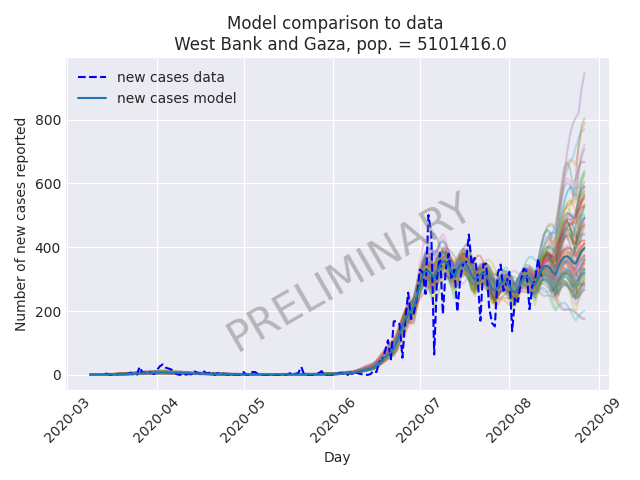 Model comparison to data
West Bank and Gaza, pop. = 5101416.0
new cases data
new cases model
PRELIMINARY
Number of new cases reported
800
600
400
200
0
2020-03
2020-04
2020-05
2020-06
2020-07
2020-08
2020-09
Day